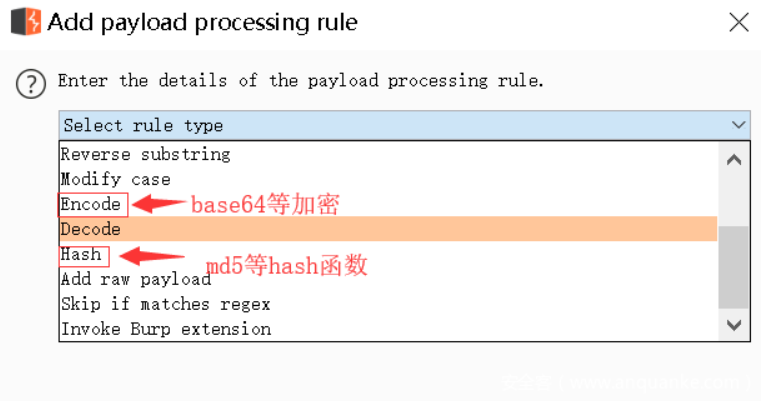 Add payload processing rule
Enter the details of the payload processing rule.
Select rule type
Reverse substring
Modify case
Encode
base64等加密
Decode
Hash
md5等hash函数
Add raw payload
Skip if matches regex
Invoke Burp extension